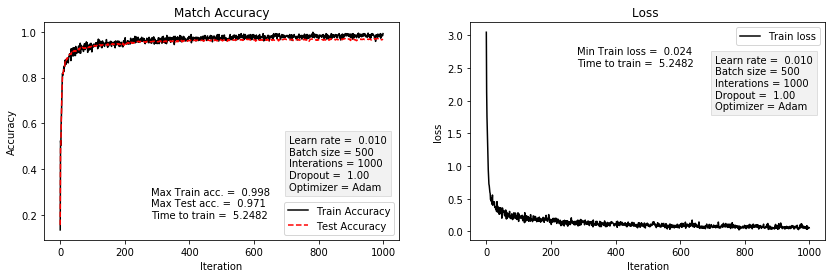 Match Accuracy
1.0
0.8
0.6
0.4
0.2
Accuracy
0 200 400 600 800 1000
Iteration
Learn rate = 0.010
Batch size = 500
Interations = 1000
Dropout = 1.00
Optimizer = Adam
Max Train acc. = 0.998
Max Test acc. = 0.971
Time to train = 5.2482
Train Accuracy
Test Accuracy
Loss
3.0
2.5
2.0
1.5
1.0
0.5
0.0
loss
0 200 400 600 800 1000
Iteration
Min Train loss = 0.024
Time to train = 5.2482
Train loss
Learn rate = 0.010
Batch size = 500
Interations = 1000
Dropout = 1.00
Optimizer = Adam